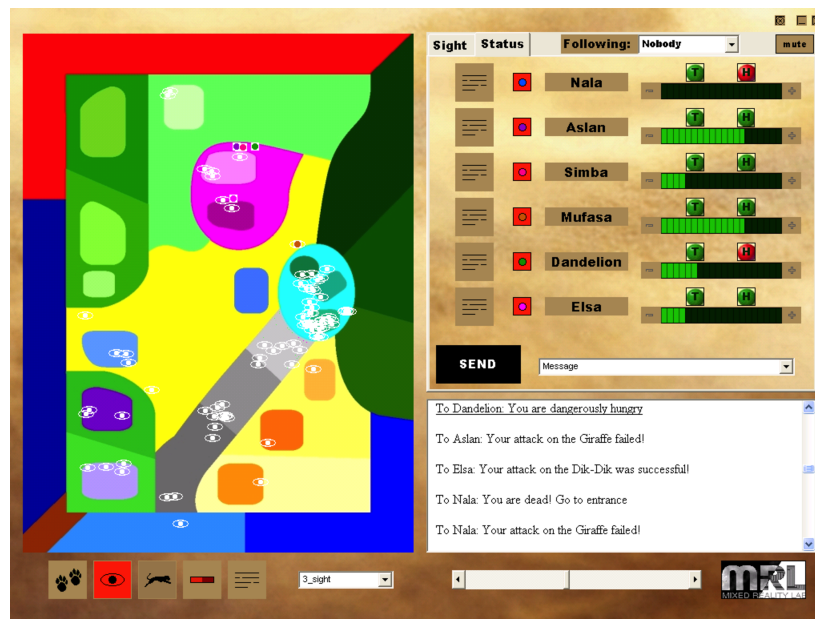 Sight Status Following: Nobody mute
T H
Nala
T H
Aslan
T H
Simba
T H
Mufasa
T H
Dandelion
T H
Elsa
SEND Message
To Dandelion: You are dangerously hungry
To Aslan: Your attack on the Giraffe failed!
To Elsa: Your attack on the Dik-Dik was successful!
To Nala: You are dead! Go to entrance
To Nala: Your attack on the Giraffe failed!
3_sight
MRL
MIXED REALITY LAB